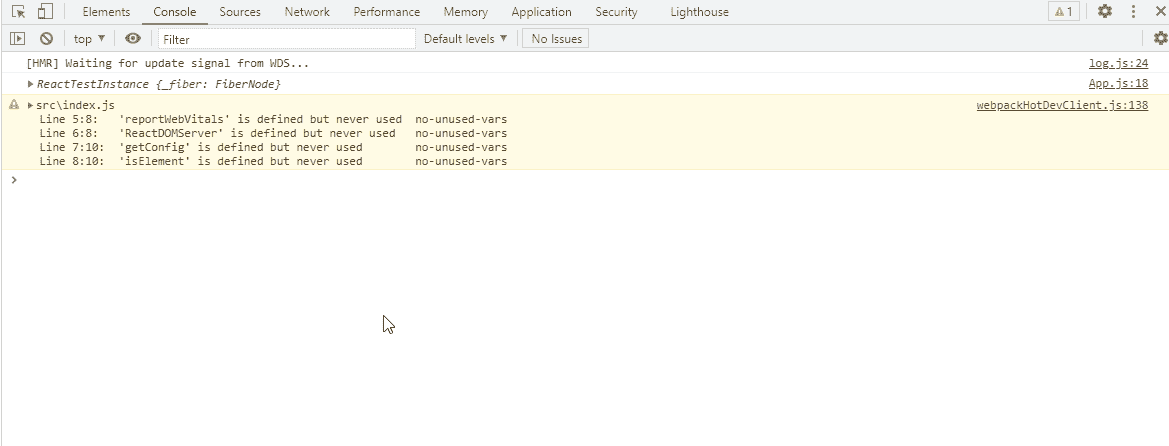 Elements Console Sources Network Performance Memory Application Security Lighthouse 1
top Filter Default levels No Issues
[HMR] Waiting for update signal from WDS... log.js:24
ReactTestInstance {_fiber: FiberNode} App.js:18
src\index.js webpackHotDevClient.js:138
Line 5:8: 'reportWebVitals' is defined but never used no-unused-vars
Line 6:8: 'ReactDOMServer' is defined but never used no-unused-vars
Line 7:10: 'getConfig' is defined but never used no-unused-vars
Line 8:10: 'isElement' is defined but never used no-unused-vars